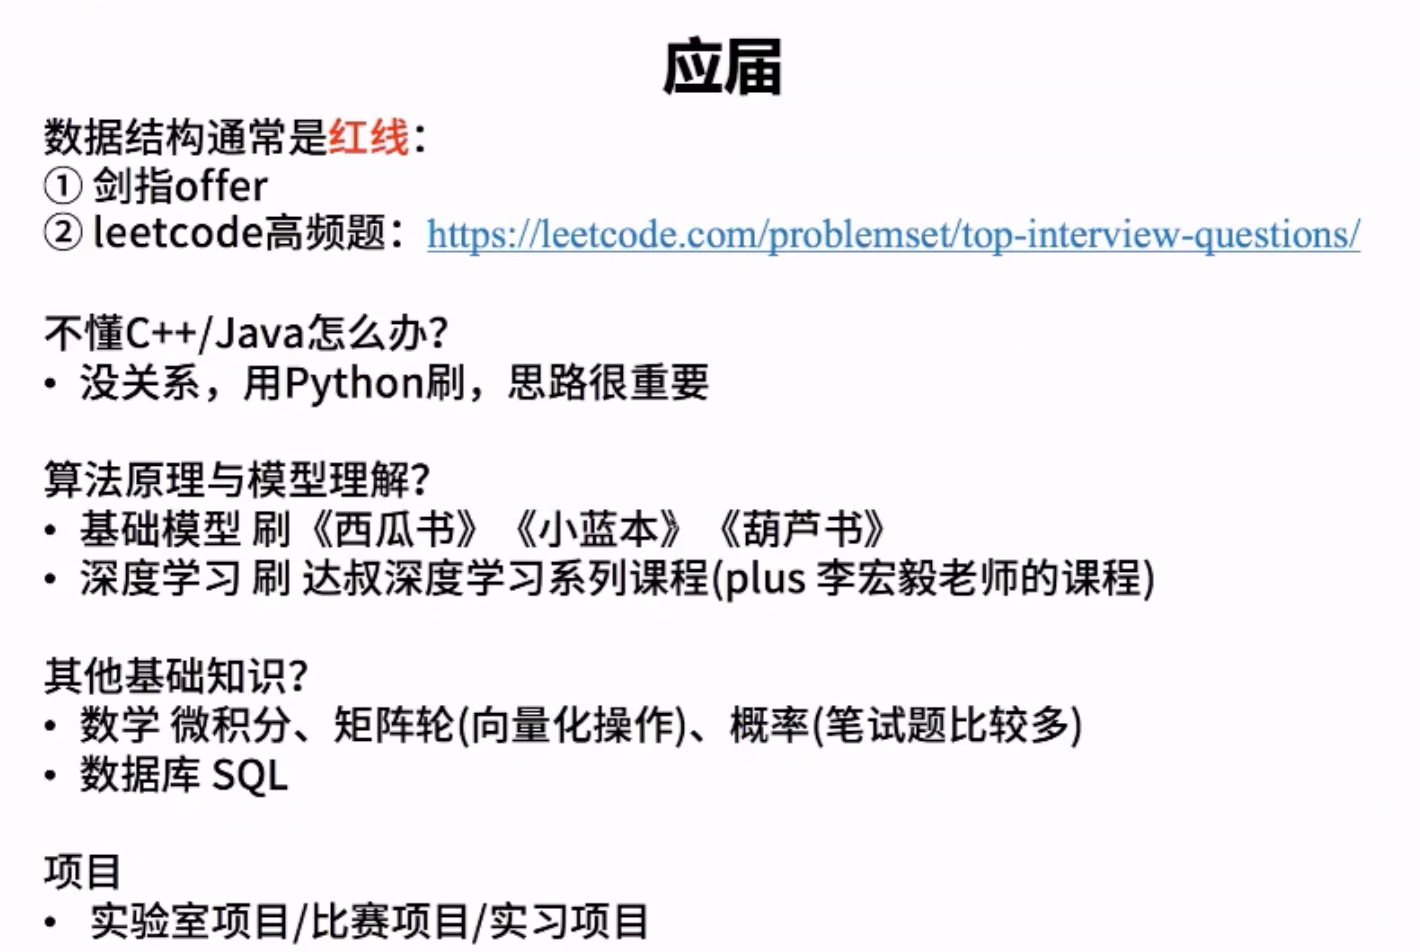 应届
数据结构通常是红线：
① 剑指offer
② leetcode高频题：https://leetcode.com/problemset/top-interview-questions/
不懂C++/Java怎么办？
• 没关系，用Python刷，思路很重要
算法原理与模型理解？
• 基础模型 刷《西瓜书》《小蓝本》《葫芦书》
• 深度学习 刷 达叔深度学习系列课程(plus 李宏毅老师的课程)
其他基础知识？
• 数学 微积分、矩阵轮(向量化操作)、概率(笔试题比较多)
• 数据库 SQL
项目
• 实验室项目/比赛项目/实习项目